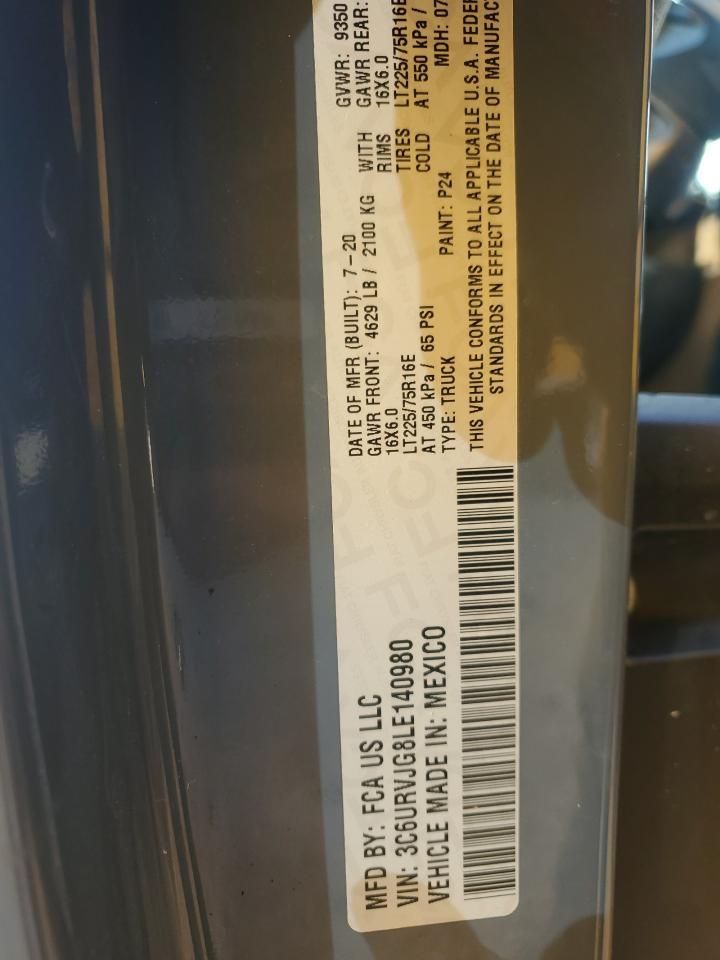 MFD BY: FCA US LLC
VIN: 3C6URVJG8LE140980
VEHICLE MADE IN: MEXICO
DATE OF MFR (BUILT): 7-20 GVWR: 9350
GAWR FRONT: 4629 LB / 2100 KG WITH GAWR REAR:
16X6.0 RIMS 16X6.0
LT225/75R16E TIRES LT225/75R16E
AT 450 kPa / 65 PSI COLD AT 550 kPa /
TYPE: TRUCK PAINT: P24 MDH: 07
THIS VEHICLE CONFORMS TO ALL APPLICABLE U.S.A. FEDER
STANDARDS IN EFFECT ON THE DATE OF MANUFAC